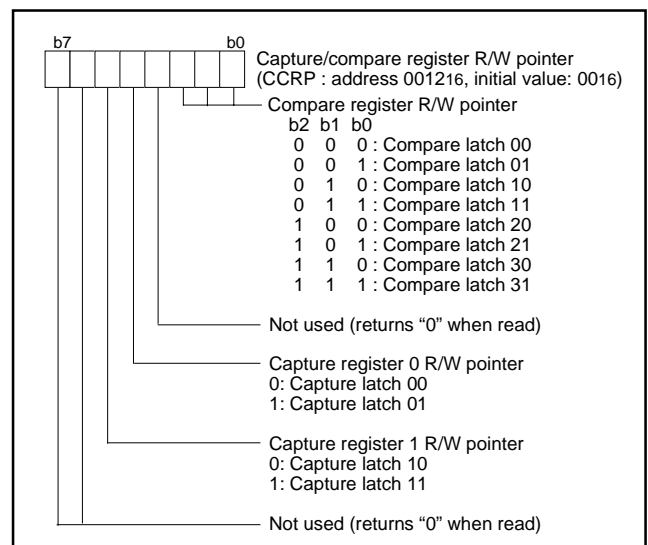 b7 b0
Capture/compare register R/W pointer
(CCRP : address 001216, initial value: 0016)
Compare register R/W pointer
b2 b1 b0
0 0 0 : Compare latch 00
0 0 1 : Compare latch 01
0 1 0 : Compare latch 10
0 1 1 : Compare latch 11
1 0 0 : Compare latch 20
1 0 1 : Compare latch 21
1 1 0 : Compare latch 30
1 1 1 : Compare latch 31
Not used (returns “0” when read)
Capture register 0 R/W pointer
0: Capture latch 00
1: Capture latch 01
Capture register 1 R/W pointer
0: Capture latch 10
1: Capture latch 11
Not used (returns “0” when read)